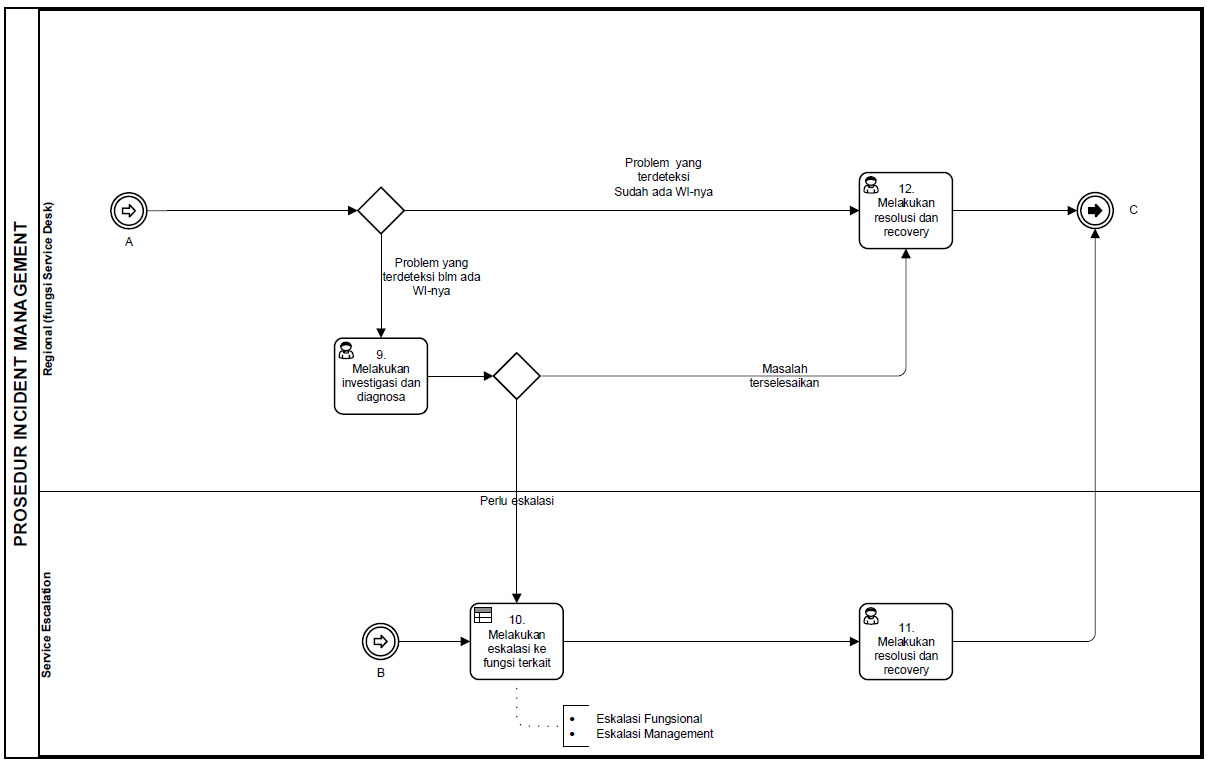 PROSEDUR INCIDENT MANAGEMENT
Regional (fungsi Service Desk)
A
Problem yang
terdeteksi
Sudah ada WI-nya
12.
Melakukan
resolusi dan
recovery
C
Problem yang
terdeteksi blm ada
WI-nya
9.
Melakukan
investigasi dan
diagnosa
Masalah
terselesaikan
Perlu eskalasi
Service Escalation
B
10.
Melakukan
eskalasi ke
fungsi terkait
11.
Melakukan
resolusi dan
recovery
• Eskalasi Fungsional
• Eskalasi Management